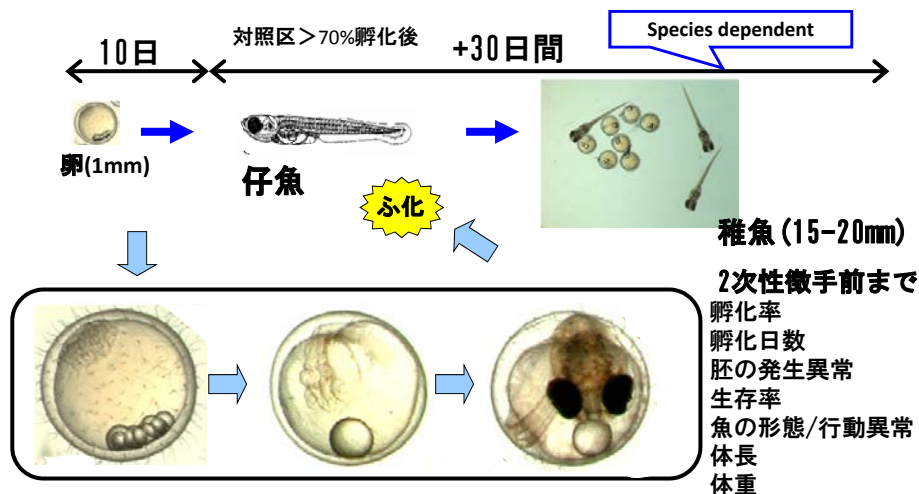 10日
対照区＞70%孵化後
+30日間
Species dependent
卵(1mm)
仔魚
ふ化
稚魚(15-20mm)
2次性徴手前まで
孵化率
孵化日数
胚の発生異常
生存率
魚の形態/行動異常
体長
体重